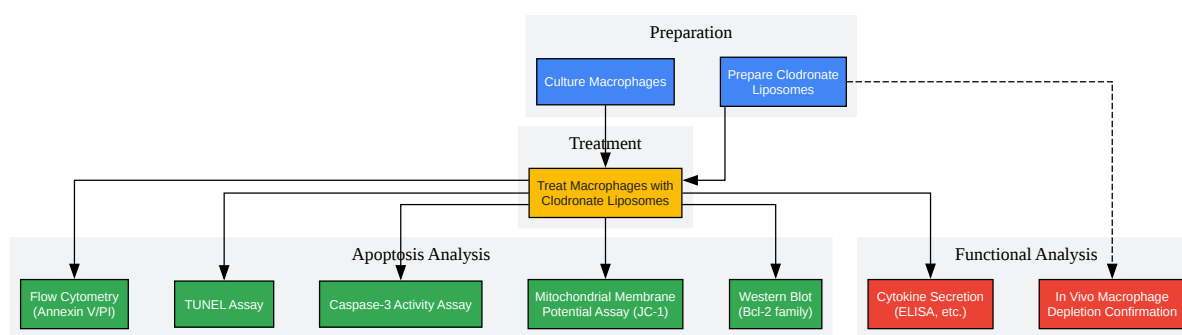 Preparation
Culture Macrophages
Prepare Clodronate
Liposomes
Treatment
Treat Macrophages with
Clodronate Liposomes
Apoptosis Analysis
Flow Cytometry
(Annexin V/PI)
TUNEL Assay
Caspase-3 Activity Assay
Mitochondrial Membrane
Potential Assay (JC-1)
Western Blot
(Bcl-2 family)
Functional Analysis
Cytokine Secretion
(ELISA, etc.)
In Vivo Macrophage
Depletion Confirmation